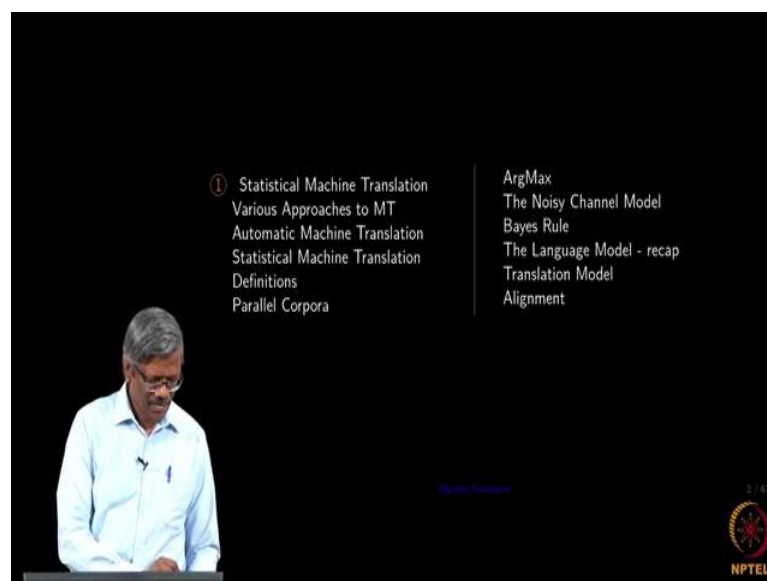 ① Statistical Machine Translation
Various Approaches to MT
Automatic Machine Translation
Statistical Machine Translation
Definitions
Parallel Corpora
ArgMax
The Noisy Channel Model
Bayes Rule
The Language Model - recap
Translation Model
Alignment
NPTEL